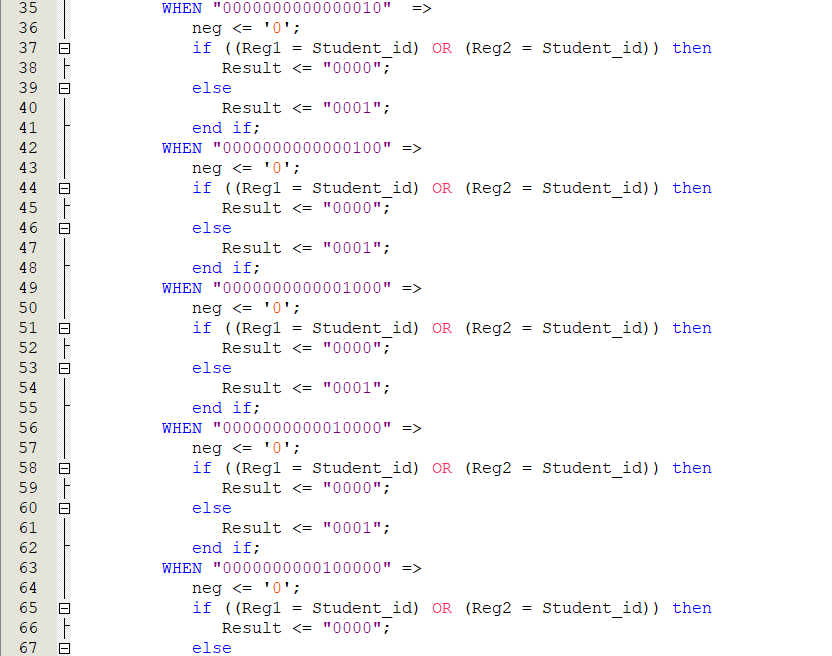 35 WHEN "0000000000000010"  =>
36 neg <= '0';
37 if ((Reg1 = Student_id) OR (Reg2 = Student_id)) then
38 Result <= "0000";
39 else
40 Result <= "0001";
41 end if;
42 WHEN "0000000000000100" =>
43 neg <= '0';
44 if ((Reg1 = Student_id) OR (Reg2 = Student_id)) then
45 Result <= "0000";
46 else
47 Result <= "0001";
48 end if;
49 WHEN "0000000000001000" =>
50 neg <= '0';
51 if ((Reg1 = Student_id) OR (Reg2 = Student_id)) then
52 Result <= "0000";
53 else
54 Result <= "0001";
55 end if;
56 WHEN "0000000000010000" =>
57 neg <= '0';
58 if ((Reg1 = Student_id) OR (Reg2 = Student_id)) then
59 Result <= "0000";
60 else
61 Result <= "0001";
62 end if;
63 WHEN "0000000000100000" =>
64 neg <= '0';
65 if ((Reg1 = Student_id) OR (Reg2 = Student_id)) then
66 Result <= "0000";
67 else